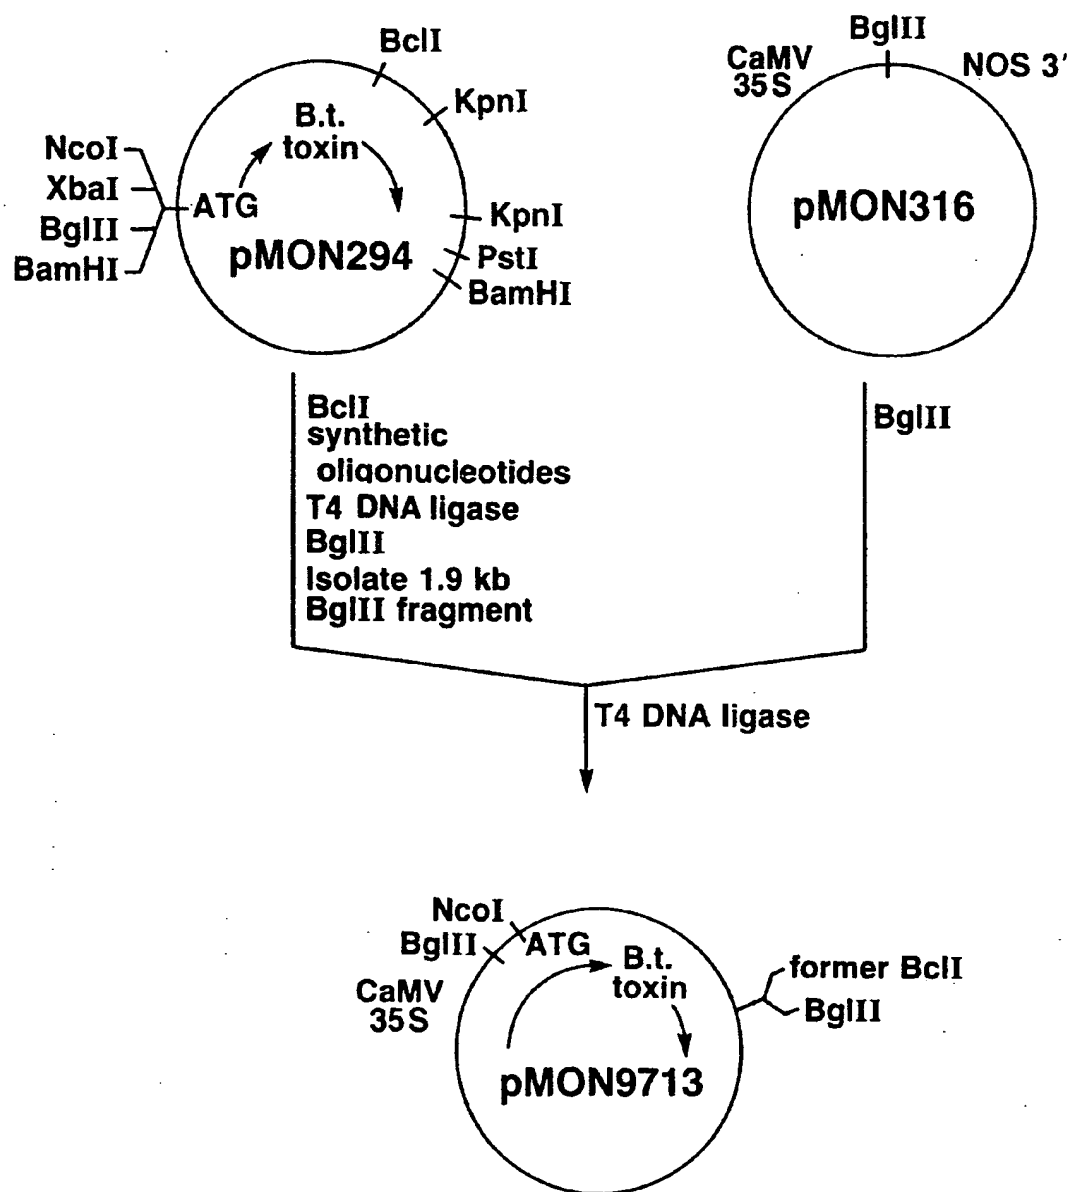 BclI
KpnI
B.t.
toxin
NcoI
XbaI
BglII
BamHI
ATG
pMON294
KpnI
PstI
BamHI
BglII
CaMV
35S
NOS 3'
pMON316
BclI
synthetic
oligonucleotides
T4 DNA ligase
BglII
Isolate 1.9 kb
BglII fragment
BglII
T4 DNA ligase
NcoI
BglII
ATG
B.t.
toxin
CaMV
35S
former BclI
BglII
pMON9713